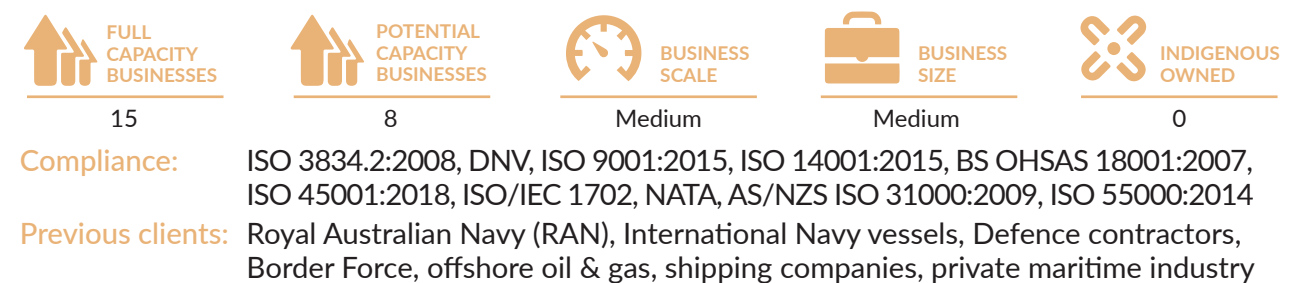 FULL
CAPACITY
BUSINESSES
15
POTENTIAL
CAPACITY
BUSINESSES
8
BUSINESS
SCALE
Medium
BUSINESS
SIZE
Medium
INDIGENOUS
OWNED
0
Compliance: ISO 3834.2:2008, DNV, ISO 9001:2015, ISO 14001:2015, BS OHSAS 18001:2007,
ISO 45001:2018, ISO/IEC 1702, NATA, AS/NZS ISO 31000:2009, ISO 55000:2014
Previous clients: Royal Australian Navy (RAN), International Navy vessels, Defence contractors,
Border Force, offshore oil & gas, shipping companies, private maritime industry